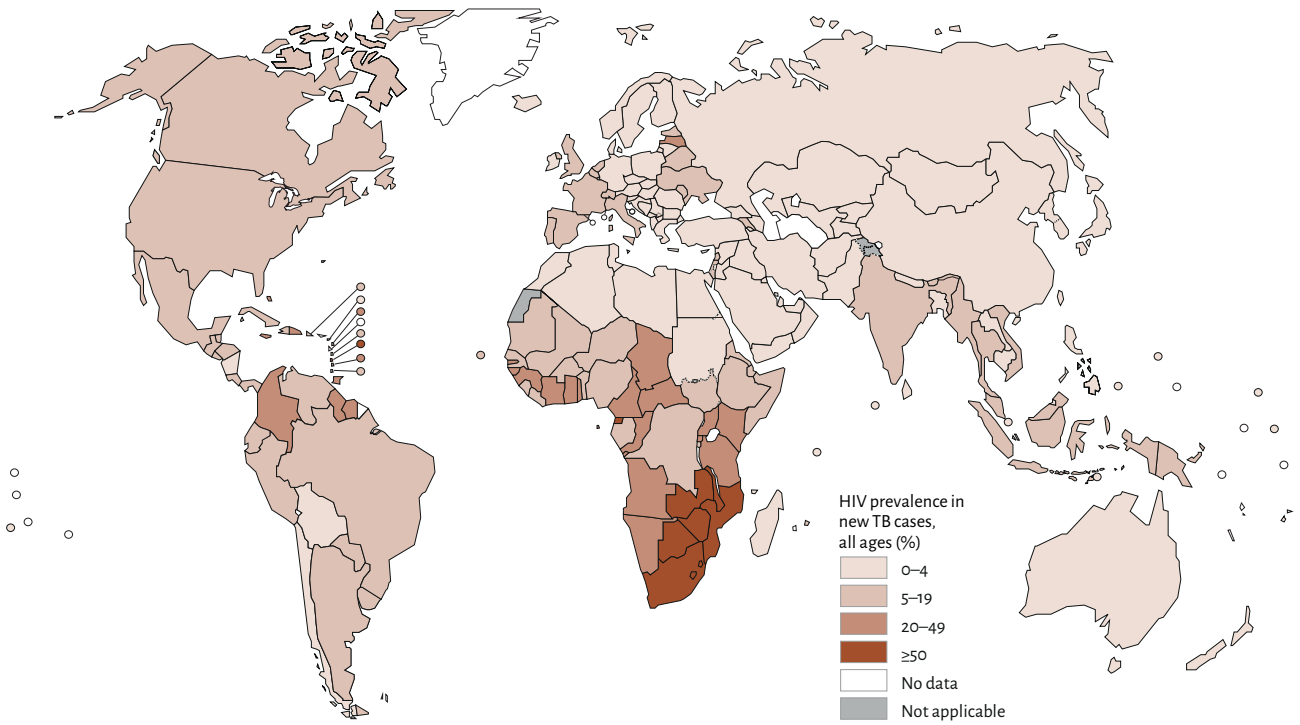 HIV prevalence in
new TB cases,
all ages (%)
0–4
5–19
20–49
≥50
No data
Not applicable